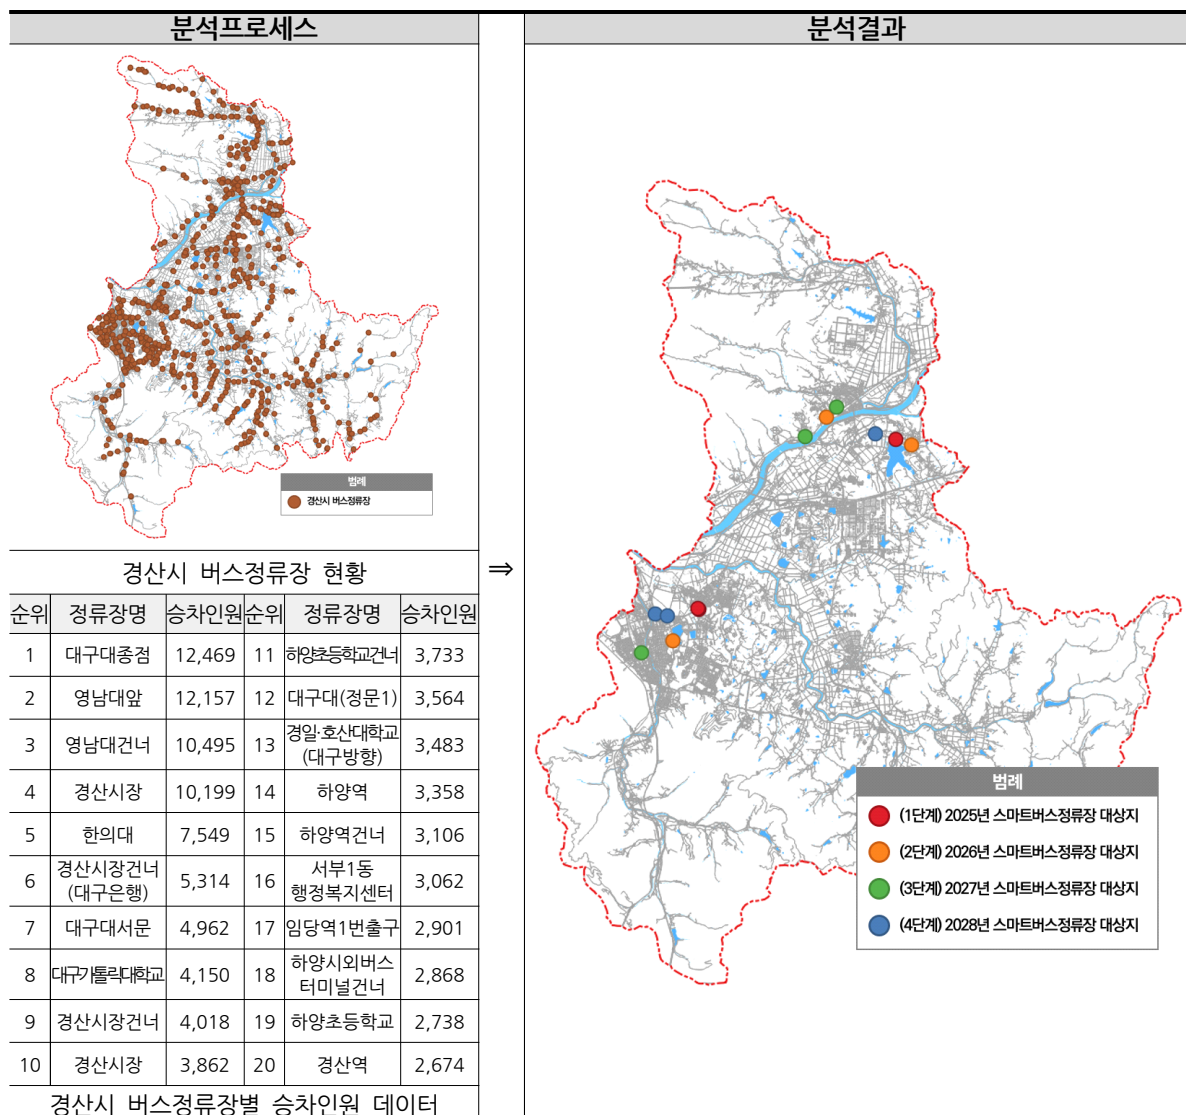 분석프로세스
분석결과
범례
경산시 버스정류장
경산시 버스정류장 현황
⇒
순위 정류장명 승차인원 순위 정류장명 승차인원
1 대구대종점 12,469 11 하양초등학교건너 3,733
2 영남대앞 12,157 12 대구대(정문1) 3,564
3 영남대건너 10,495 13 경일·호산대학교
(대구방향) 3,483
4 경산시장 10,199 14 하양역 3,358
5 한의대 7,549 15 하양역건너 3,106
6 경산시장건너
(대구은행) 5,314 16 서부1동
행정복지센터 3,062
7 대구대서문 4,962 17 임당역1번출구 2,901
8 대구가톨릭대학교 4,150 18 하양시외버스
터미널건너 2,868
9 경산시장건너 4,018 19 하양초등학교 2,738
10 경산시장 3,862 20 경산역 2,674
경산시 버스정류장별 승차인원 데이터
범례
(1단계) 2025년 스마트버스정류장 대상지
(2단계) 2026년 스마트버스정류장 대상지
(3단계) 2027년 스마트버스정류장 대상지
(4단계) 2028년 스마트버스정류장 대상지